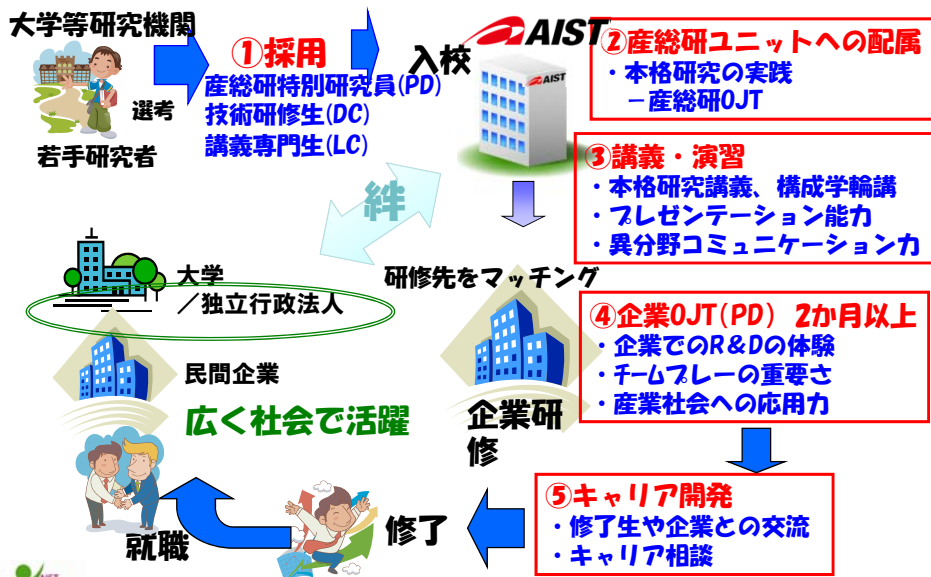 大学等研究機関
選考
若手研究者
①採用
産総研特別研究員(PD)
技術研修生(DC)
講義専門生(LC)
入校
AIST
AIST
②産総研ユニットへの配属
・本格研究の実践
－産総研OJT
③講義・演習
・本格研究講義、構成学輪講
・プレゼンテーション能力
・異分野コミュニケーション力
絆
大学
／独立行政法人
研修先をマッチング
民間企業
広く社会で活躍
企業研
修
④企業OJT(PD) 2か月以上
・企業でのR&Dの体験
・チームプレーの重要さ
・産業社会への応用力
⑤キャリア開発
・修了生や企業との交流
・キャリア相談
修了
就職